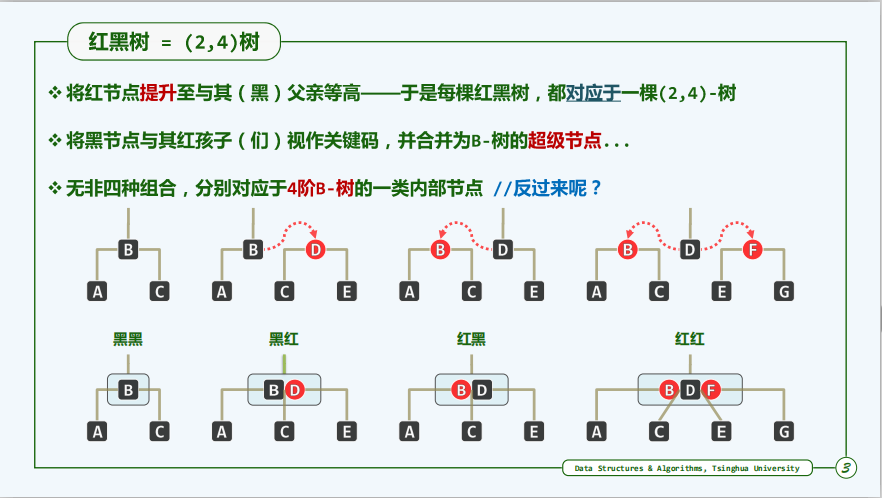 红黑树 = (2,4)树
❖ 将红节点提升至与其（黑）父亲等高——于是每棵红黑树，都对应于一棵(2,4)-树
❖ 将黑节点与其红孩子（们）视作关键码，并合并为B-树的超级节点...
❖ 无非四种组合，分别对应于4阶B-树的一类内部节点 //反过来呢？
B B D B D B D F
A C A C E A C E A C E G
黑黑 黑红 红黑 红红
B B D B D B D F
A C A C E A C E A C E G
Data Structures & Algorithms, Tsinghua University 3